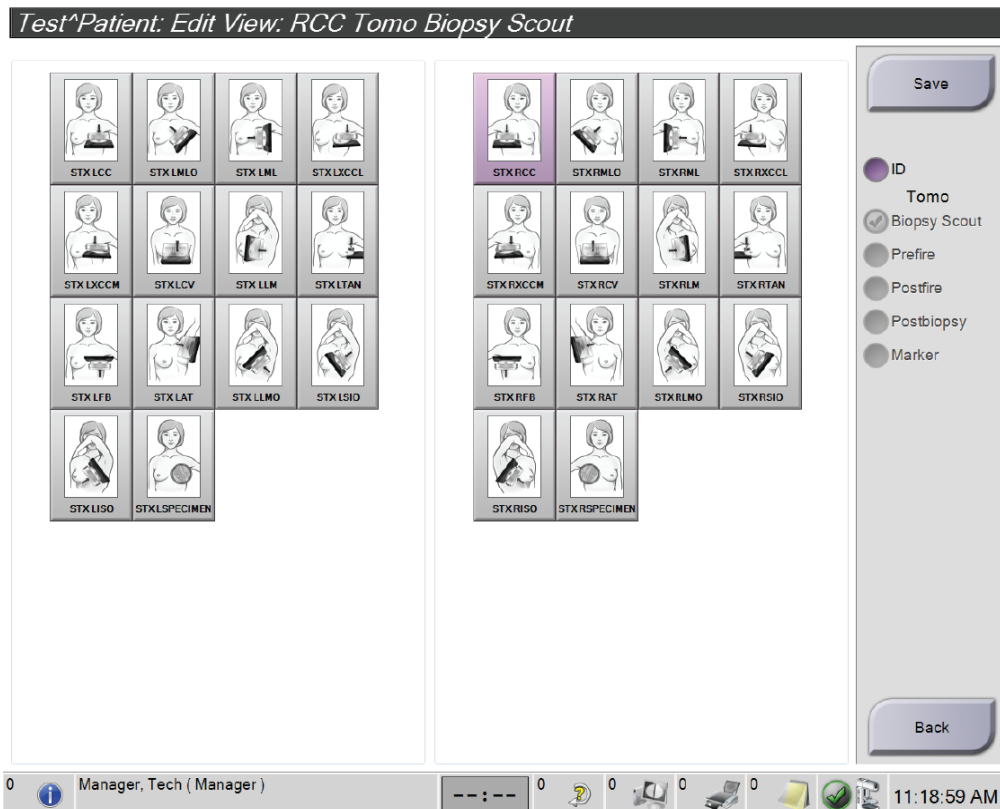 Test^Patient: Edit View: RCC Tomo Biopsy Scout
STX LCC STX LMLO STX LML STX LXCCL
STX LXCCM STX LCV STX LLM STX LTAN
STX LFB STX LAT STX LLMO STX LSIO
STX LISO STX LSPECIMEN
STX RCC STX RMLO STX RML STX RXCCL
STX RXCCM STX RCV STX RLM STX RTAN
STX RFB STX RAT STX RLMO STX RSIO
STX RISO STX RSPECIMEN
Save
ID
Tomo
Biopsy Scout
Prefire
Postfire
Postbiopsy
Marker
Back
0 Manager, Tech ( Manager ) --:-- 0 0 0 0 11:18:59 AM